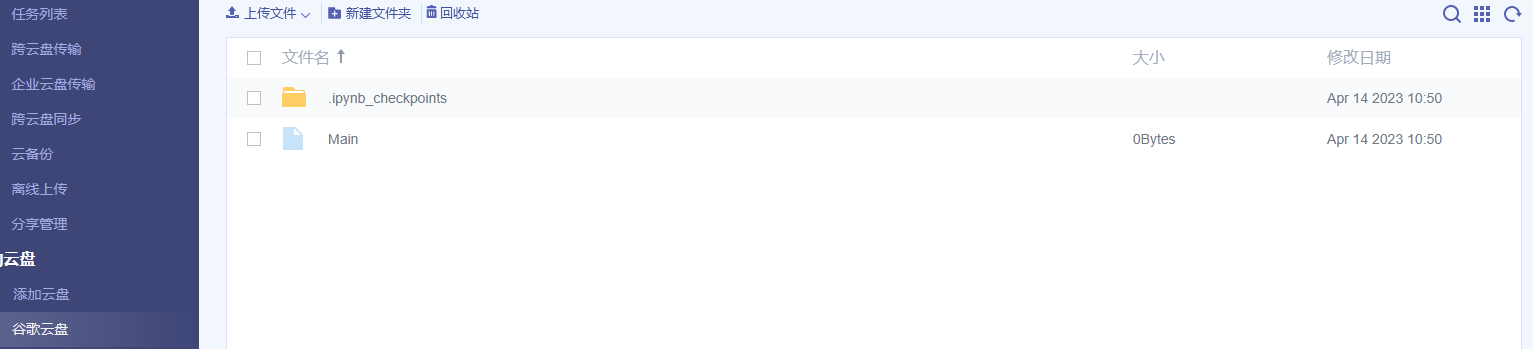 任务列表
跨云盘传输
企业云盘传输
跨云盘同步
云备份
离线上传
分享管理
云盘
添加云盘
谷歌云盘
上传文件 新建文件夹 回收站
文件名 大小 修改日期
.ipynb_checkpoints Apr 14 2023 10:50
Main 0Bytes Apr 14 2023 10:50